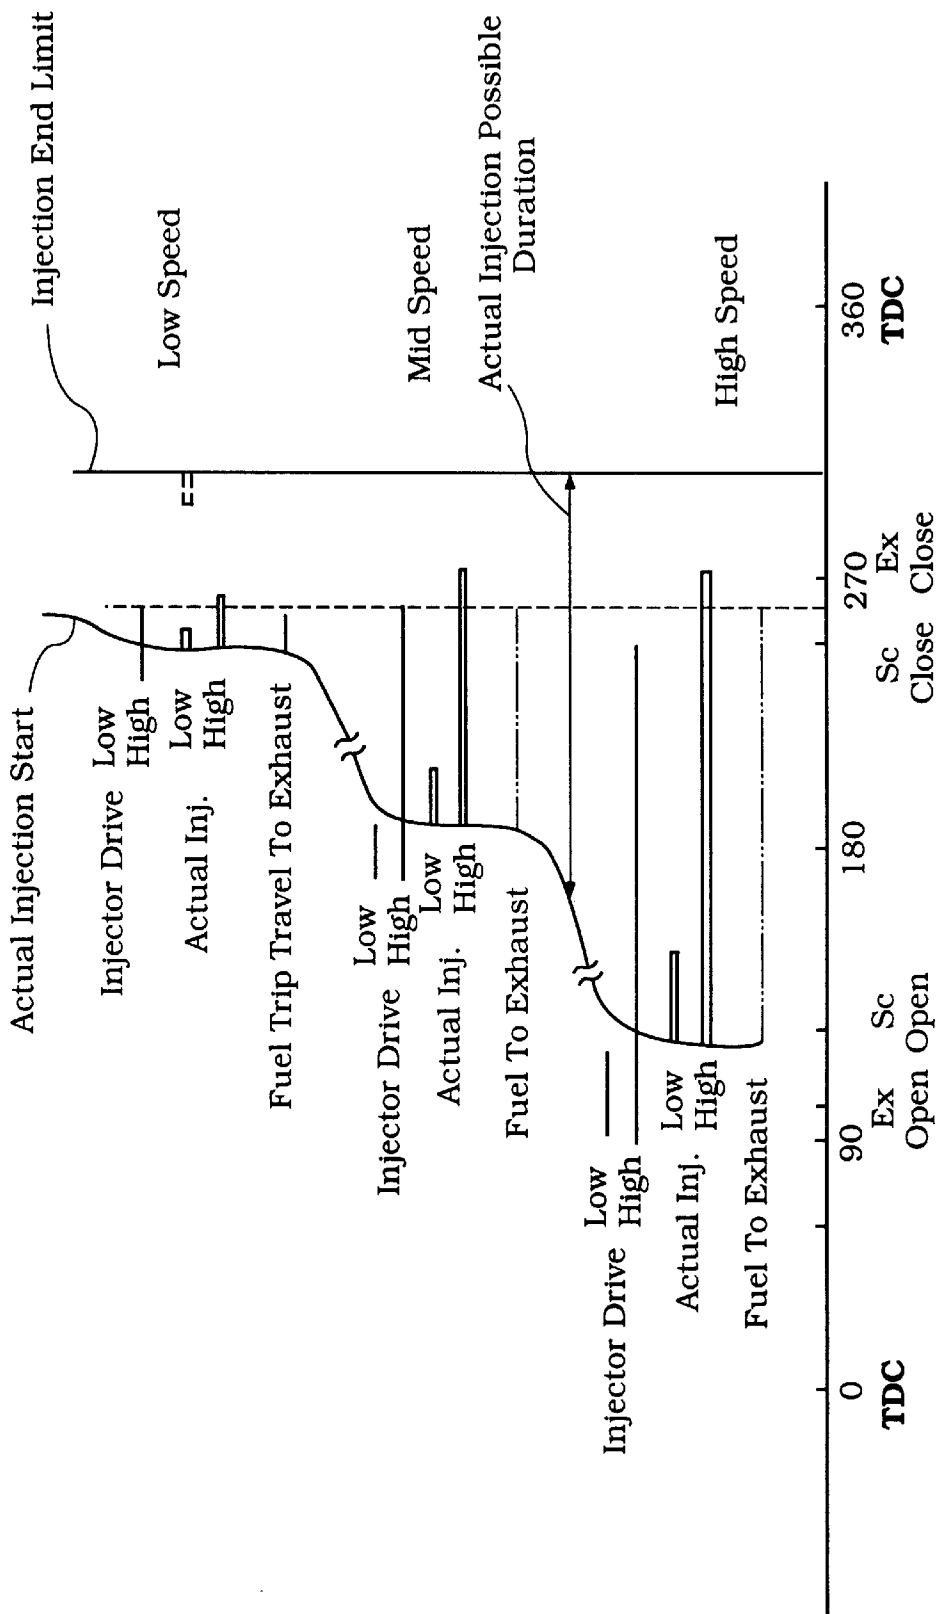 Actual Injection Start
Injection End Limit
Injector Drive
Low
High
Low Speed
Actual Inj.
Low
High
Fuel Trip Travel To Exhaust
Injector Drive
Low
High
Mid Speed
Actual Inj.
Low
High
Actual Injection Possible
Duration
Fuel To Exhaust
Injector Drive
Low
High
Actual Inj.
Low
High
High Speed
Fuel To Exhaust
0
90
180
270
360
TDC
Ex
Open
Sc
Open
Sc
Close
Ex
Close
TDC